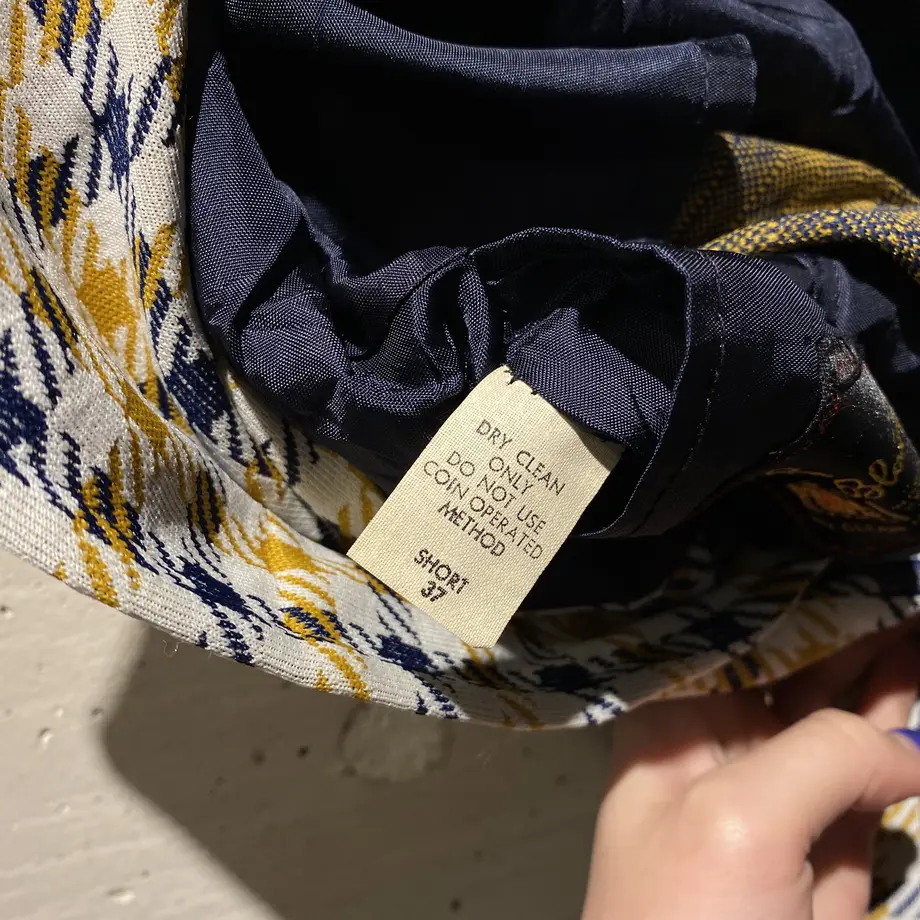 DRY CLEAN
ONLY
DO NOT USE
COIN OPERATED
METHOD
SHORT
37